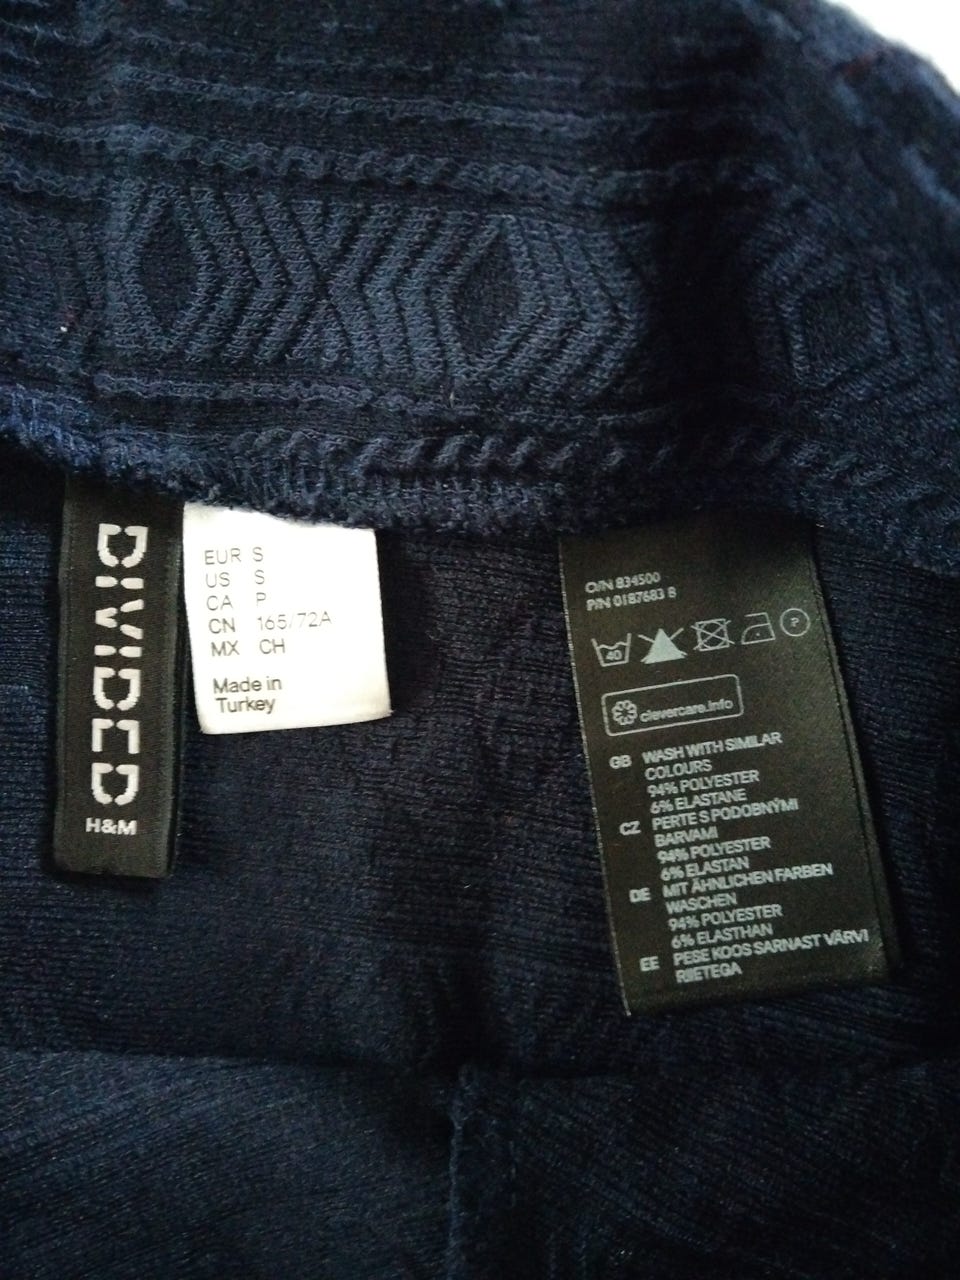 DIVIDED
H&M
EUR S
US S
CA P
CN 165/72A
MX CH
Made in
Turkey
O/N 834500
P/N 0187683 B
40
P
clevercare.info
GB WASH WITH SIMILAR
COLOURS
94% POLYESTER
6% ELASTANE
CZ PERTE S PODOBNÝMI
BARVAMI
94% POLYESTER
6% ELASTAN
DE MIT ÄHNLICHEN FARBEN
WASCHEN
94% POLYESTER
6% ELASTHAN
EE PESE KOOS SARNAST VÄRVI
RIIETEGA